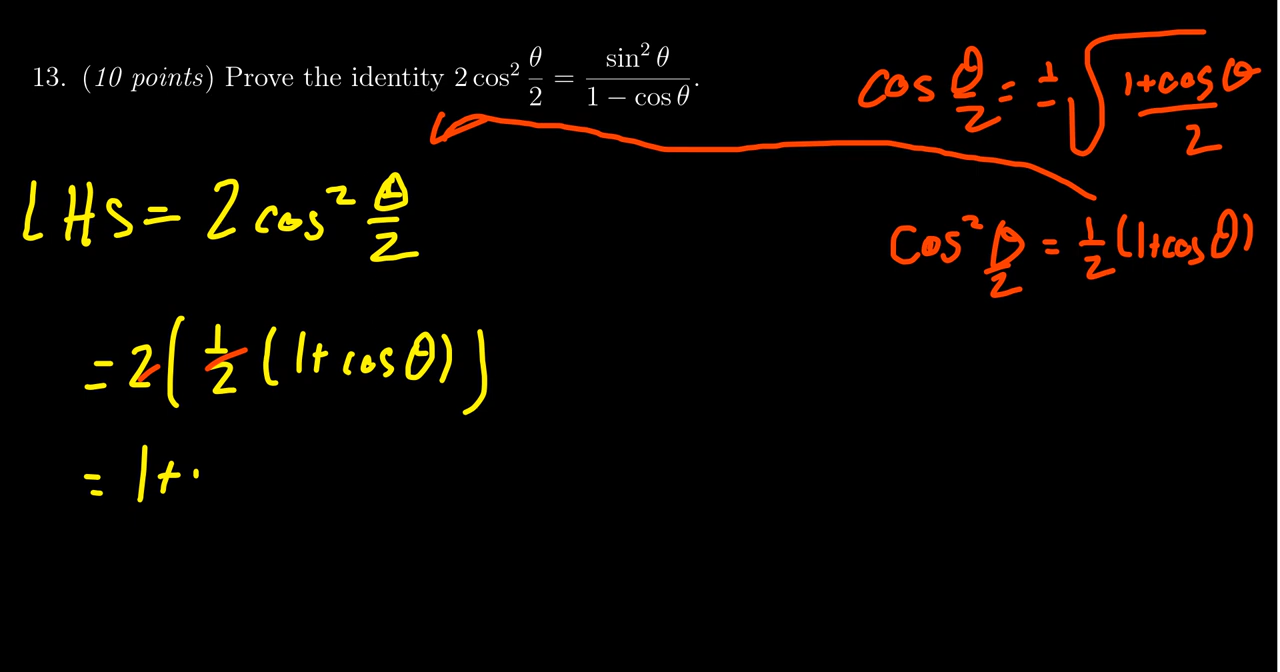 13. (10 points) Prove the identity 2 cos² θ/2 = sin² θ / 1 − cos θ.
cos θ/2 = ± √(1+cos θ / 2)
LHS = 2 cos² θ/2
cos² θ/2 = 1/2 (1+cos θ)
= 2 ( 1/2 (1+ cos θ) )
= 1+